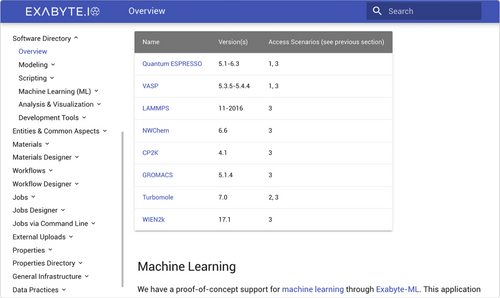 EXABYTE.IO
Overview
Search
Software Directory
Overview
Modeling
Scripting
Machine Learning (ML)
Analysis & Visualization
Development Tools
Entities & Common Aspects
Materials
Materials Designer
Workflows
Workflow Designer
Jobs
Jobs Designer
Jobs via Command Line
External Uploads
Properties
Properties Directory
General Infrastructure
Data Practices
Name Version(s) Access Scenarios (see previous section)
Quantum ESPRESSO 5.1-6.3 1, 3
VASP 5.3.5-5.4.4 1, 3
LAMMPS 11-2016 3
NWChem 6.6 3
CP2K 4.1 3
GROMACS 5.1.4 3
Turbomole 7.0 2, 3
WIEN2k 17.1 3
Machine Learning
We have a proof-of-concept support for machine learning through Exabyte-ML. This application